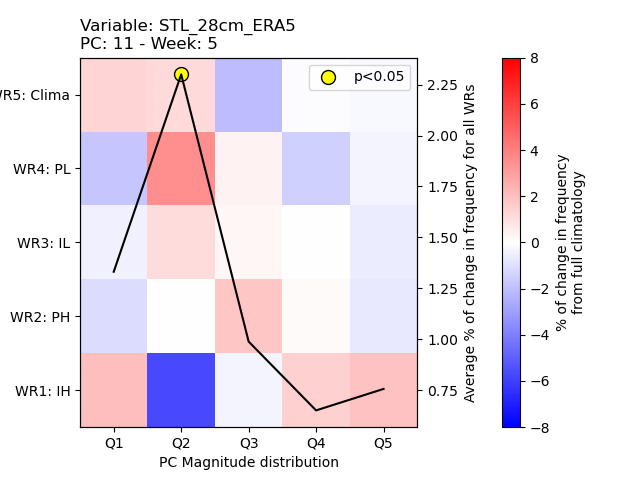 Variable: STL_28cm_ERA5
PC: 11 - Week: 5
p<0.05
WR5: Clima
WR4: PL
WR3: IL
WR2: PH
WR1: IH
Q1 Q2 Q3 Q4 Q5
PC Magnitude distribution
2.25
2.00
1.75
1.50
1.25
1.00
0.75
Average % of change in frequency for all WRs
8
6
4
2
0
−2
−4
−6
−8
% of change in frequency
from full climatology